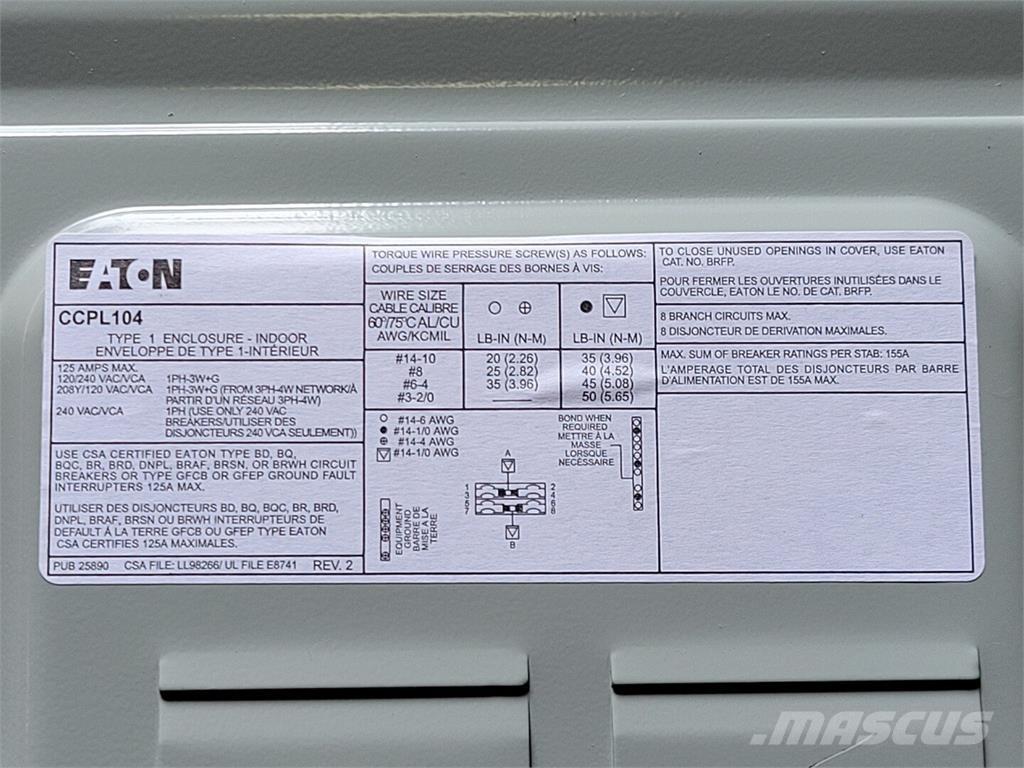 EATON
CCPL104
TYPE 1 ENCLOSURE - INDOOR
ENVELOPPE DE TYPE 1-INTÉRIEUR
125 AMPS MAX.
120/240 VAC/VCA 1PH-3W+G
208Y/120 VAC/VCA 1PH-3W+G (FROM 3PH-4W NETWORK/À
PARTIR D'UN RÉSEAU 3PH-4W)
240 VAC/VCA 1PH (USE ONLY 240 VAC
BREAKERS/UTILISER DES
DISJONCTEURS 240 VCA SEULEMENT))
USE CSA CERTIFIED EATON TYPE BD, BQ,
BQC, BR, BRD, DNPL, BRAF, BRSN, OR BRWH CIRCUIT
BREAKERS OR TYPE GFCB OR GFEP GROUND FAULT
INTERRUPTERS 125A MAX.
UTILISER DES DISJONCTEURS BD, BQ, BQC, BR, BRD,
DNPL, BRAF, BRSN OU BRWH INTERRUPTEURS DE
DEFAULT À LA TERRE GFCB OU GFEP TYPE EATON
CSA CERTIFIES 125A MAXIMALES.
PUB 25890 CSA FILE: LL98266/ UL FILE E8741 REV. 2
TORQUE WIRE PRESSURE SCREW(S) AS FOLLOWS:
COUPLES DE SERRAGE DES BORNES À VIS:
WIRE SIZE
CABLE CALIBRE
60°/75°C AL/CU
AWG/KCMIL
LB-IN (N-M) LB-IN (N-M)
#14-10 20 (2.26) 35 (3.96)
#8 25 (2.82) 40 (4.52)
#6-4 35 (3.96) 45 (5.08)
#3-2/0 50 (5.65)
#14-6 AWG
#14-1/0 AWG
#14-4 AWG
#14-1/0 AWG
BOND WHEN
REQUIRED
METTRE À LA
MASSE
LORSQUE
NECÉSSAIRE
A
1 2
3 4
5 6
7 8
B
EQUIPMENT
GROUND
BARRE DE
MISE A LA
TERRE
TO CLOSE UNUSED OPENINGS IN COVER, USE EATON
CAT. NO. BRFP.
POUR FERMER LES OUVERTURES INUTILISÉES DANS LE
COUVERCLE, EATON LE NO. DE CAT. BRFP.
8 BRANCH CIRCUITS MAX.
8 DISJONCTEUR DE DERIVATION MAXIMALES.
MAX. SUM OF BREAKER RATINGS PER STAB: 155A
L'AMPERAGE TOTAL DES DISJONCTEURS PAR BARRE
D'ALIMENTATION EST DE 155A MAX.
MASCUS